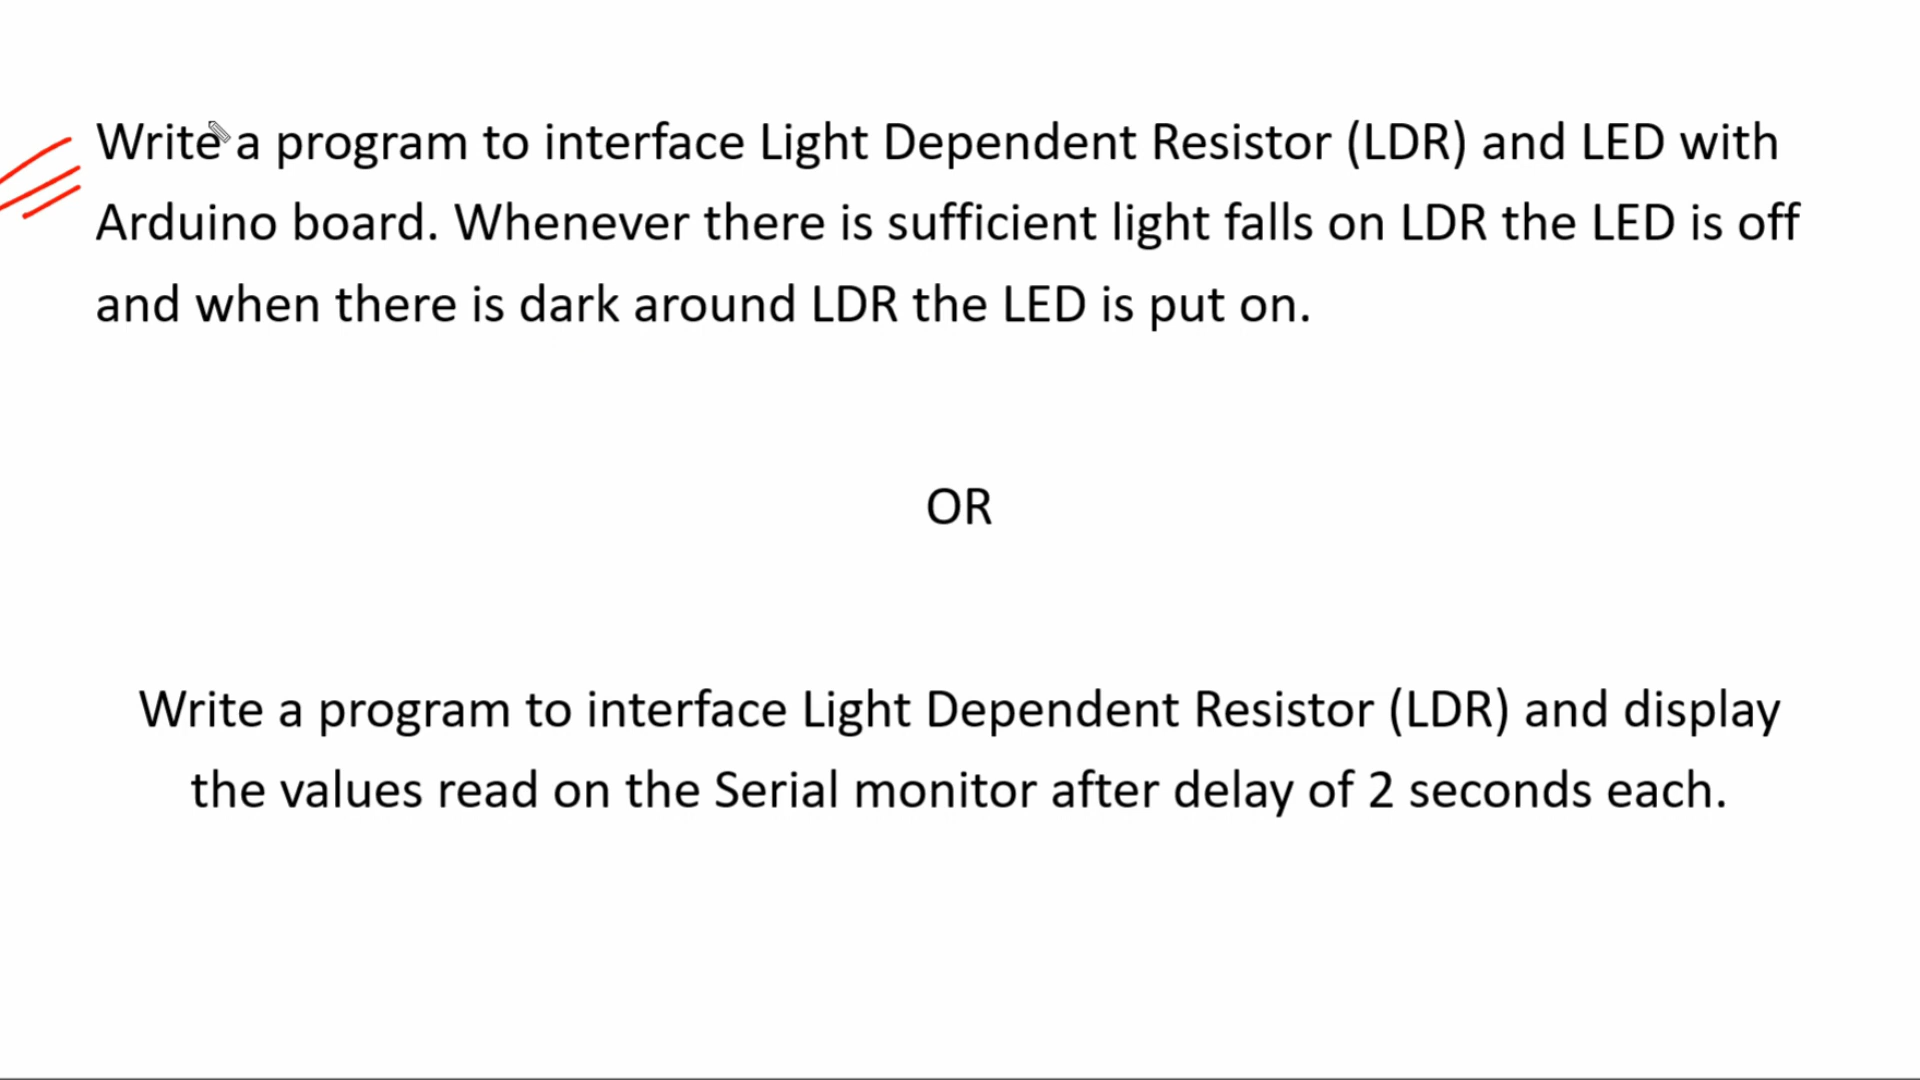 Write a program to interface Light Dependent Resistor (LDR) and LED with
Arduino board. Whenever there is sufficient light falls on LDR the LED is off
and when there is dark around LDR the LED is put on.
OR
Write a program to interface Light Dependent Resistor (LDR) and display
the values read on the Serial monitor after delay of 2 seconds each.